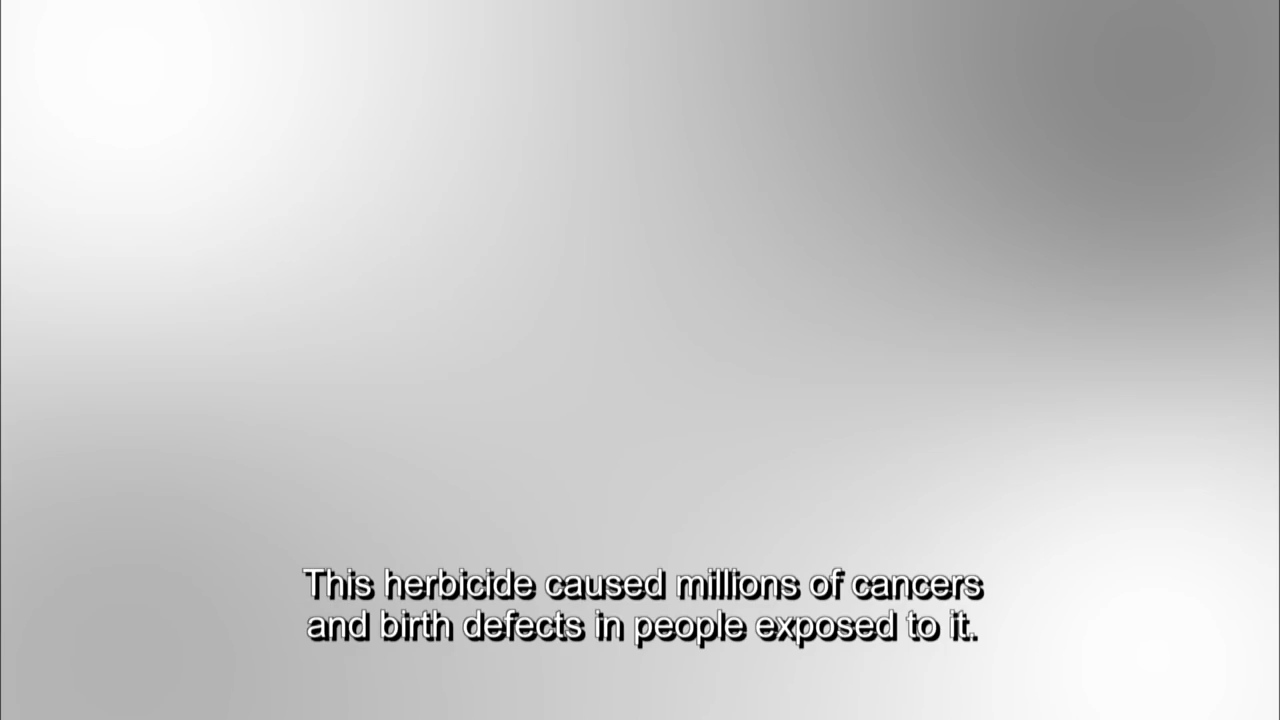 This herbicide caused millions of cancers
and birth defects in people exposed to it.